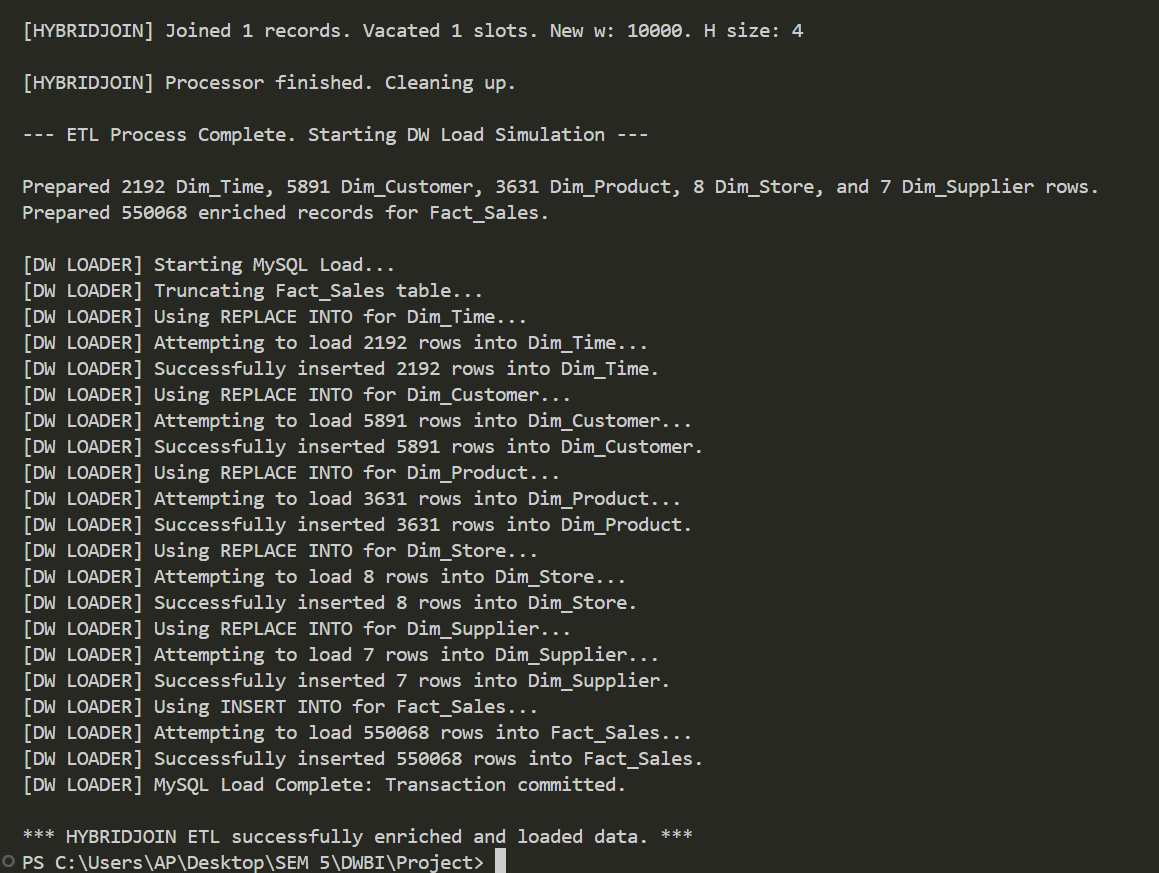 [HYBRIDJOIN] Joined 1 records. Vacated 1 slots. New w: 10000. H size: 4
[HYBRIDJOIN] Processor finished. Cleaning up.
--- ETL Process Complete. Starting DW Load Simulation ---
Prepared 2192 Dim_Time, 5891 Dim_Customer, 3631 Dim_Product, 8 Dim_Store, and 7 Dim_Supplier rows.
Prepared 550068 enriched records for Fact_Sales.
[DW LOADER] Starting MySQL Load...
[DW LOADER] Truncating Fact_Sales table...
[DW LOADER] Using REPLACE INTO for Dim_Time...
[DW LOADER] Attempting to load 2192 rows into Dim_Time...
[DW LOADER] Successfully inserted 2192 rows into Dim_Time.
[DW LOADER] Using REPLACE INTO for Dim_Customer...
[DW LOADER] Attempting to load 5891 rows into Dim_Customer...
[DW LOADER] Successfully inserted 5891 rows into Dim_Customer.
[DW LOADER] Using REPLACE INTO for Dim_Product...
[DW LOADER] Attempting to load 3631 rows into Dim_Product...
[DW LOADER] Successfully inserted 3631 rows into Dim_Product.
[DW LOADER] Using REPLACE INTO for Dim_Store...
[DW LOADER] Attempting to load 8 rows into Dim_Store...
[DW LOADER] Successfully inserted 8 rows into Dim_Store.
[DW LOADER] Using REPLACE INTO for Dim_Supplier...
[DW LOADER] Attempting to load 7 rows into Dim_Supplier...
[DW LOADER] Successfully inserted 7 rows into Dim_Supplier.
[DW LOADER] Using INSERT INTO for Fact_Sales...
[DW LOADER] Attempting to load 550068 rows into Fact_Sales...
[DW LOADER] Successfully inserted 550068 rows into Fact_Sales.
[DW LOADER] MySQL Load Complete: Transaction committed.
*** HYBRIDJOIN ETL successfully enriched and loaded data. ***
PS C:\Users\AP\Desktop\SEM 5\DWBI\Project>